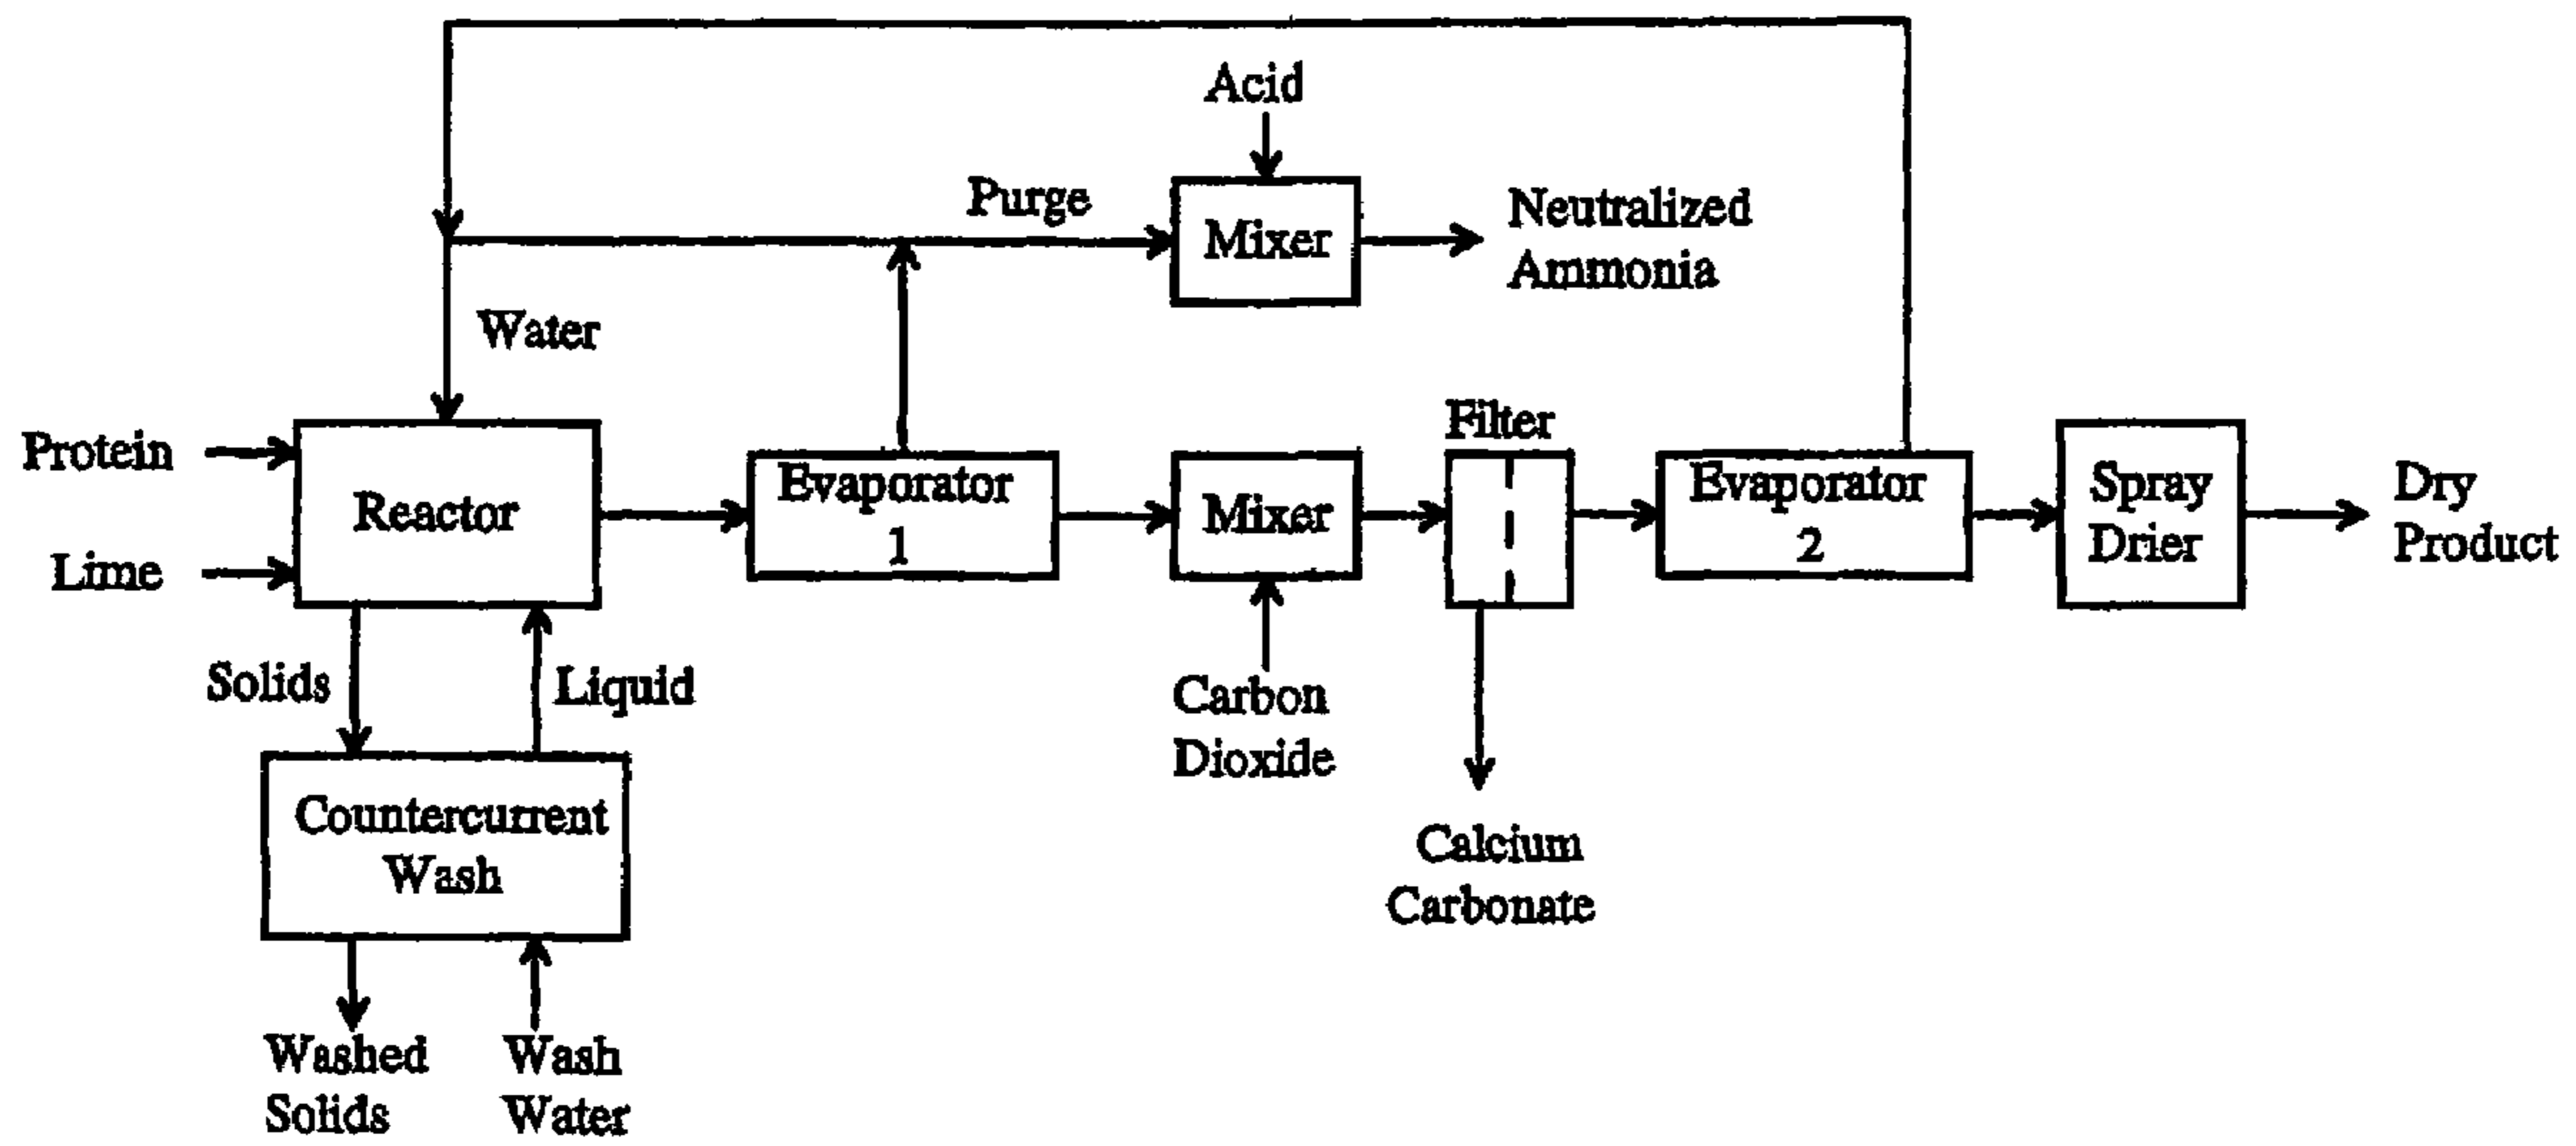 Acid
Purge
Mixer
Neutralized
Ammonia
Water
Protein
Lime
Reactor
Evaporator
1
Mixer
Filter
Evaporator
2
Spray
Drier
Dry
Product
Solids
Liquid
Carbon
Dioxide
Countercurrent
Wash
Calcium
Carbonate
Washed
Solids
Wash
Water